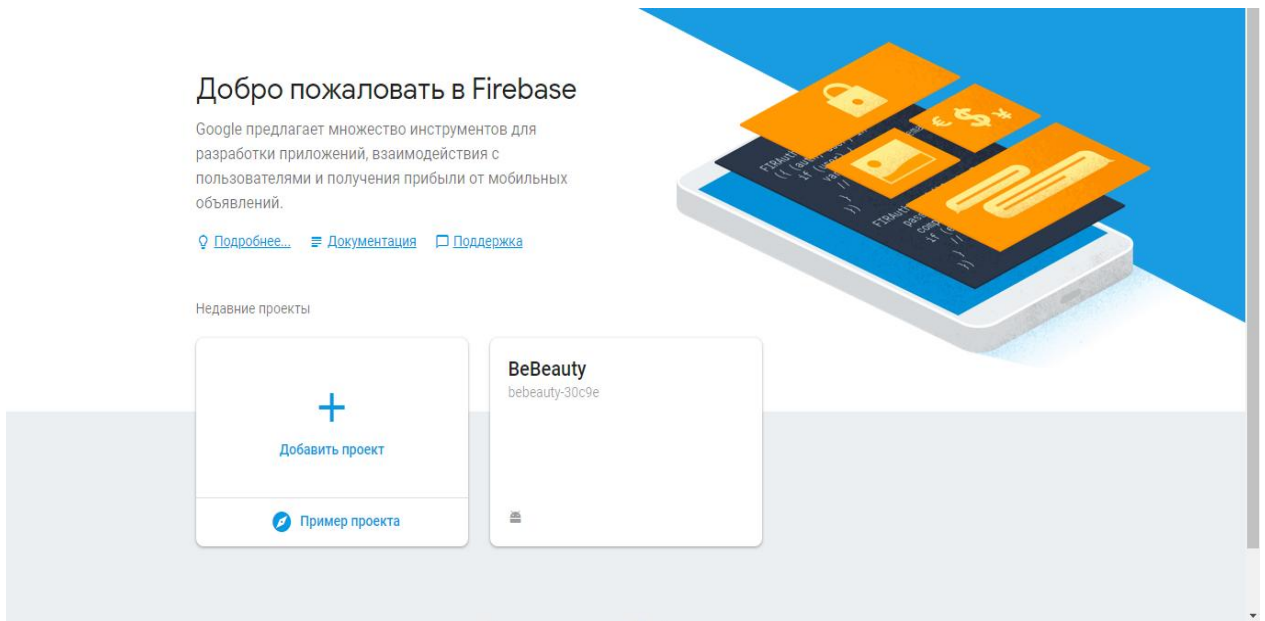 Добро пожаловать в Firebase
Google предлагает множество инструментов для
разработки приложений, взаимодействия с
пользователями и получения прибыли от мобильных
объявлений.
Подробнее... Документация Поддержка
Недавние проекты
BeBeauty
bebeauty-30c9e
Добавить проект
Пример проекта